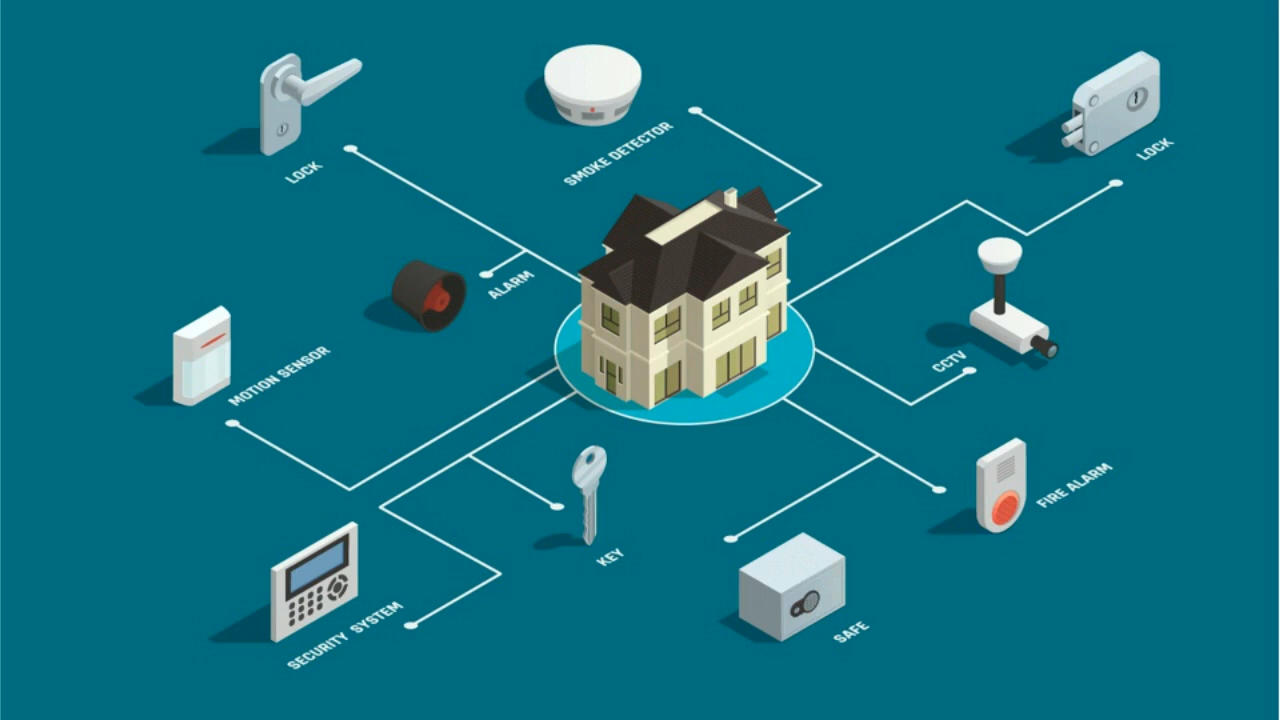 SMOKE DETECTOR
LOCK
LOCK
ALARM
MOTION SENSOR
CCTV
FIRE ALARM
KEY
SECURITY SYSTEM
SAFE